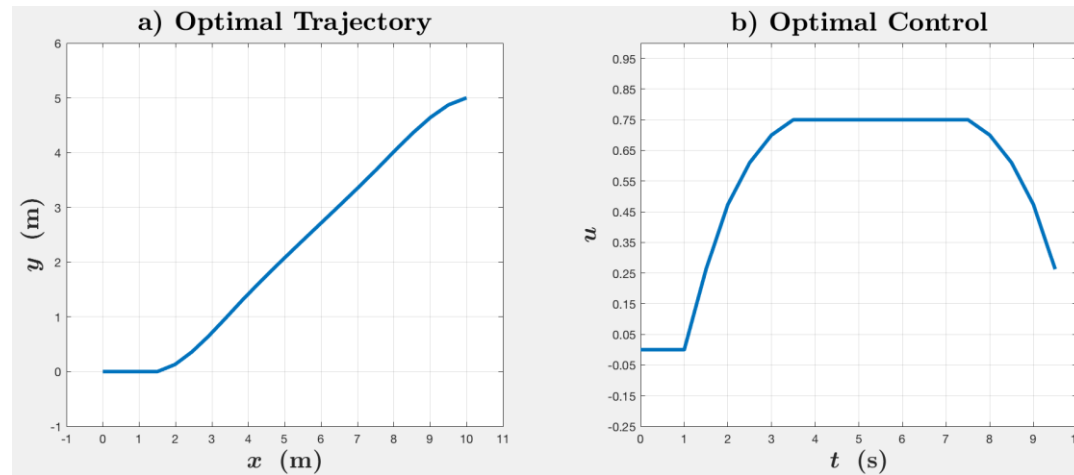 a) Optimal Trajectory
6
5
4
3
2
1
0
-1
y (m)
-1 0 1 2 3 4 5 6 7 8 9 10 11
x (m)
b) Optimal Control
0.95
0.85
0.75
0.65
0.55
0.45
0.35
0.25
0.15
0.05
-0.05
-0.15
-0.25
u
0 1 2 3 4 5 6 7 8 9 1
t (s)